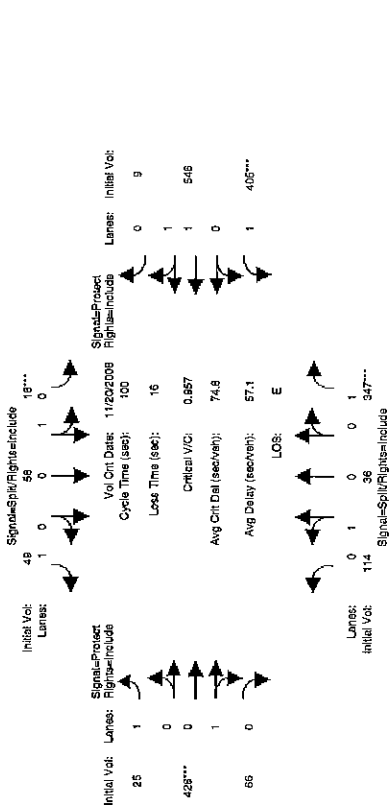 Signal=Split/Rights=Include
Initial Vol: 49 58 18***
Lanes: 1 0 0 1 0
Signal=Protect
Rights=Include
Initial Vol: Lanes:
25 1
0
426*** 0
1
66 0
Vol Cnt Date: 11/20/2008
Cycle Time (sec): 100
Loss Time (sec): 16
Critical V/C: 0.957
Avg Crt Del (sec/veh): 74.8
Avg Delay (sec/veh): 57.1
LOS: E
Signal=Protect
Rights=Include
Lanes: Initial Vol:
0 9
1
1 546
0
1 405***
Lanes: 0 1 0 0 1
Initial Vol: 114 36 347***
Signal=Split/Rights=Include